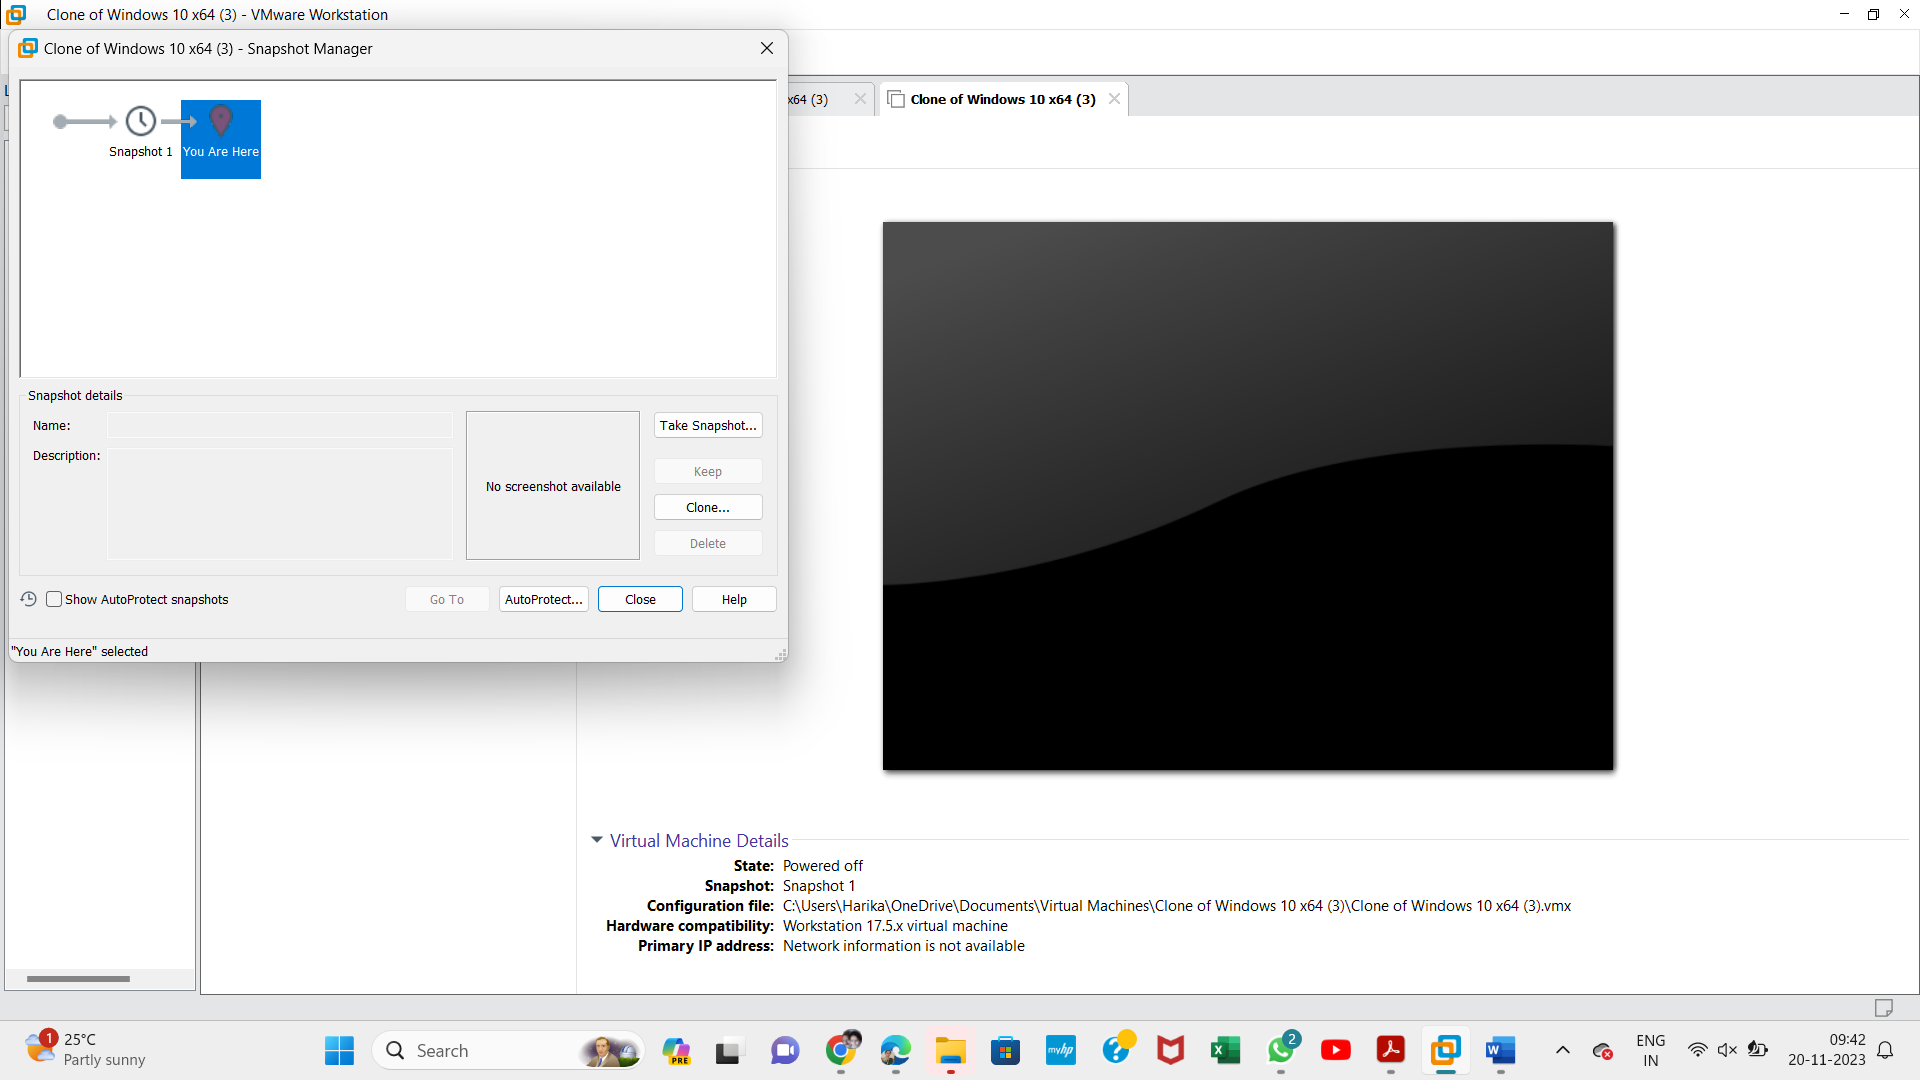 Clone of Windows 10 x64 (3) - VMware Workstation
Clone of Windows 10 x64 (3) - Snapshot Manager
x64 (3)
Clone of Windows 10 x64 (3)
Snapshot 1
You Are Here
Snapshot details
Name:
Take Snapshot...
Description:
Keep
No screenshot available
Clone...
Delete
Show AutoProtect snapshots
Go To
AutoProtect...
Close
Help
"You Are Here" selected
Virtual Machine Details
State: Powered off
Snapshot: Snapshot 1
Configuration file: C:\Users\Harika\OneDrive\Documents\Virtual Machines\Clone of Windows 10 x64 (3)\Clone of Windows 10 x64 (3).vmx
Hardware compatibility: Workstation 17.5.x virtual machine
Primary IP address: Network information is not available
1
25°C
Partly sunny
Search
PRE
myhp
2
ENG
IN
09:42
20-11-2023